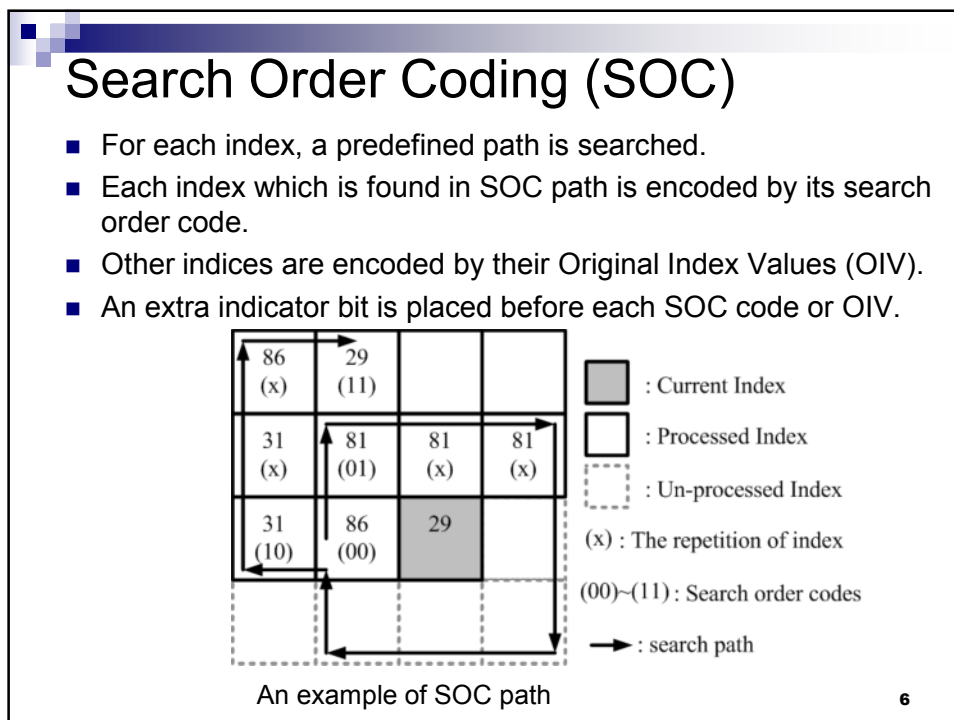 Search Order Coding (SOC)
For each index, a predefined path is searched.
Each index which is found in SOC path is encoded by its search
order code.
Other indices are encoded by their Original Index Values (OIV).
An extra indicator bit is placed before each SOC code or OIV.
86 29
(x) (11)
31 81 81 81
(x) (01) (x) (x)
31 86 29
(10) (00)
: Current Index
: Processed Index
: Un-processed Index
(x) : The repetition of index
(00)~(11) : Search order codes
: search path
An example of SOC path
6